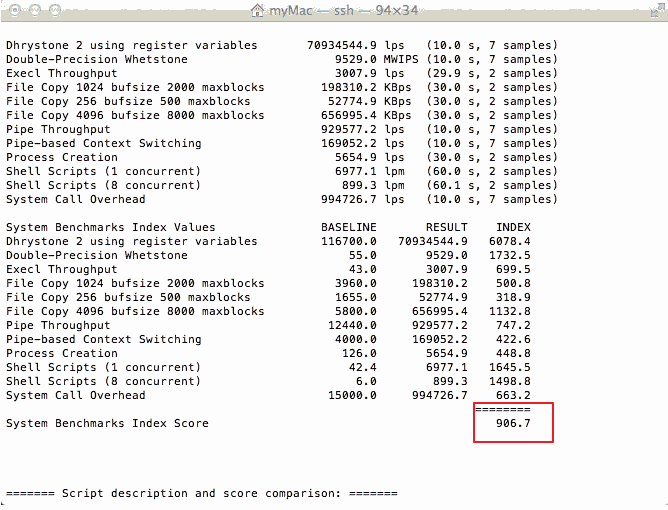 myMac — ssh — 94×34
Dhrystone 2 using register variables 70934544.9 lps (10.0 s, 7 samples)
Double-Precision Whetstone 9529.0 MWIPS (10.0 s, 7 samples)
Execl Throughput 3007.9 lps (29.9 s, 2 samples)
File Copy 1024 bufsize 2000 maxblocks 198310.2 KBps (30.0 s, 2 samples)
File Copy 256 bufsize 500 maxblocks 52774.9 KBps (30.0 s, 2 samples)
File Copy 4096 bufsize 8000 maxblocks 656995.4 KBps (30.0 s, 2 samples)
Pipe Throughput 929577.2 lps (10.0 s, 7 samples)
Pipe-based Context Switching 169052.2 lps (10.0 s, 7 samples)
Process Creation 5654.9 lps (30.0 s, 2 samples)
Shell Scripts (1 concurrent) 6977.1 lpm (60.0 s, 2 samples)
Shell Scripts (8 concurrent) 899.3 lpm (60.1 s, 2 samples)
System Call Overhead 994726.7 lps (10.0 s, 7 samples)
System Benchmarks Index Values BASELINE RESULT INDEX
Dhrystone 2 using register variables 116700.0 70934544.9 6078.4
Double-Precision Whetstone 55.0 9529.0 1732.5
Execl Throughput 43.0 3007.9 699.5
File Copy 1024 bufsize 2000 maxblocks 3960.0 198310.2 500.8
File Copy 256 bufsize 500 maxblocks 1655.0 52774.9 318.9
File Copy 4096 bufsize 8000 maxblocks 5800.0 656995.4 1132.8
Pipe Throughput 12440.0 929577.2 747.2
Pipe-based Context Switching 4000.0 169052.2 422.6
Process Creation 126.0 5654.9 448.8
Shell Scripts (1 concurrent) 42.4 6977.1 1645.5
Shell Scripts (8 concurrent) 6.0 899.3 1498.8
System Call Overhead 15000.0 994726.7 663.2
========
System Benchmarks Index Score 906.7
======= Script description and score comparison: =======